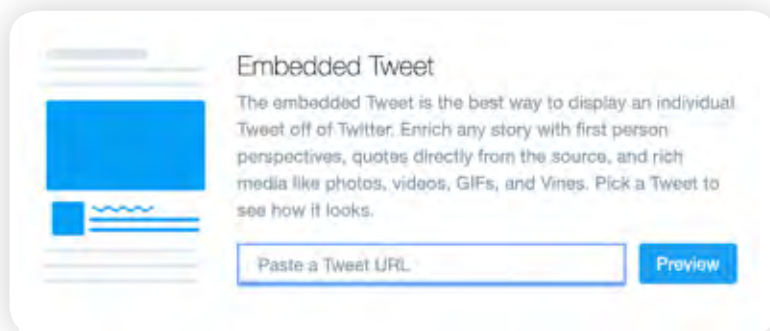 Embedded Tweet
The embedded Tweet is the best way to display an individual
Tweet off of Twitter. Enrich any story with first person
perspectives, quotes directly from the source, and rich
media like photos, videos, GIFs, and Vines. Pick a Tweet to
see how it looks.
Paste a Tweet URL
Preview